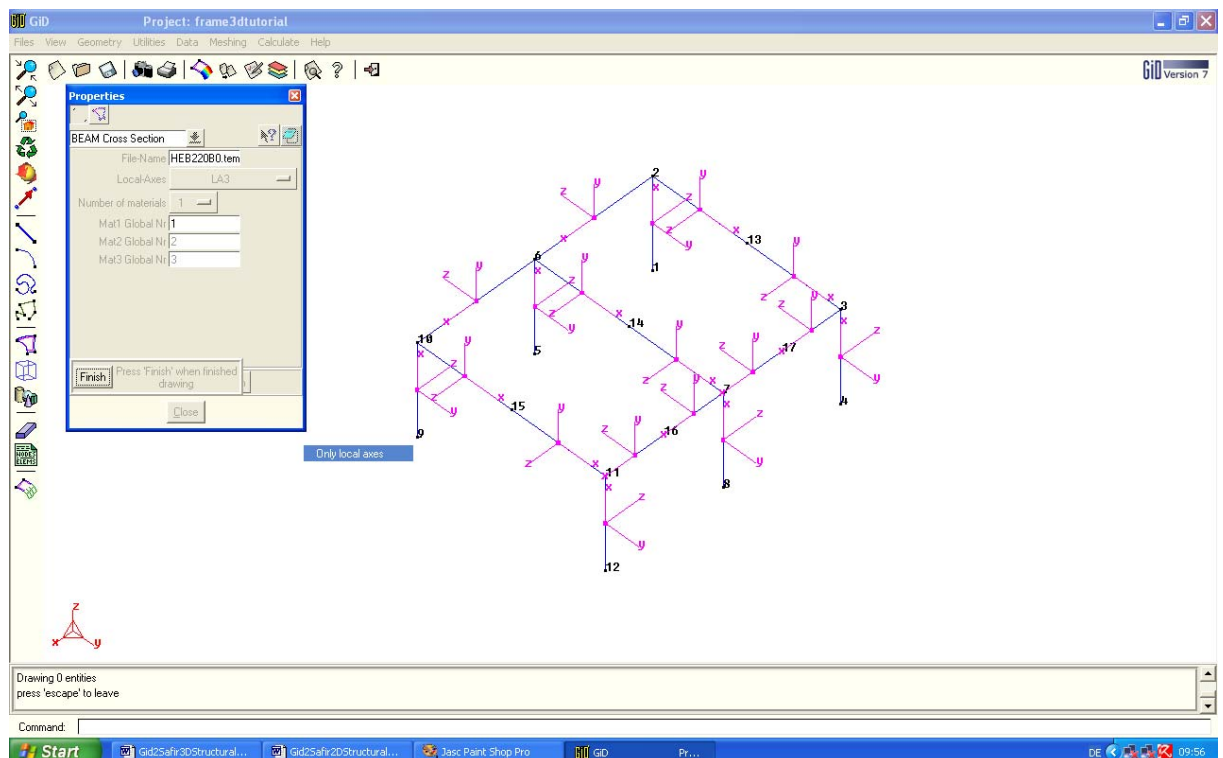 GiD Project: frame3dtutorial
Files View Geometry Utilities Data Meshing Calculate Help
GiD Version 7
Properties
BEAM Cross Section
File-Name HEB220B0.tem
Local-Axes LA3
Number of materials 1
Mat1 Global Nr 1
Mat2 Global Nr 2
Mat3 Global Nr 3
Finish Press 'Finish' when finished drawing
Close
Only local axes
2
y
z
y
x
z
z
y
13
y
6
x
z
y
1
z
y
x
z
z
y
x
3
x
14
y
z
17
10
x
5
z
y
x
z
y
x
7
x
4
15
y
z
y
16
z
9
z
x
11
x
z
y
8
y
12
z
x
y
Drawing 0 entities
press 'escape' to leave
Command:
Start Gid2Safir3DStructural... Gid2Safir2DStructural... Jasc Paint Shop Pro GiD Pr... DE 09:56